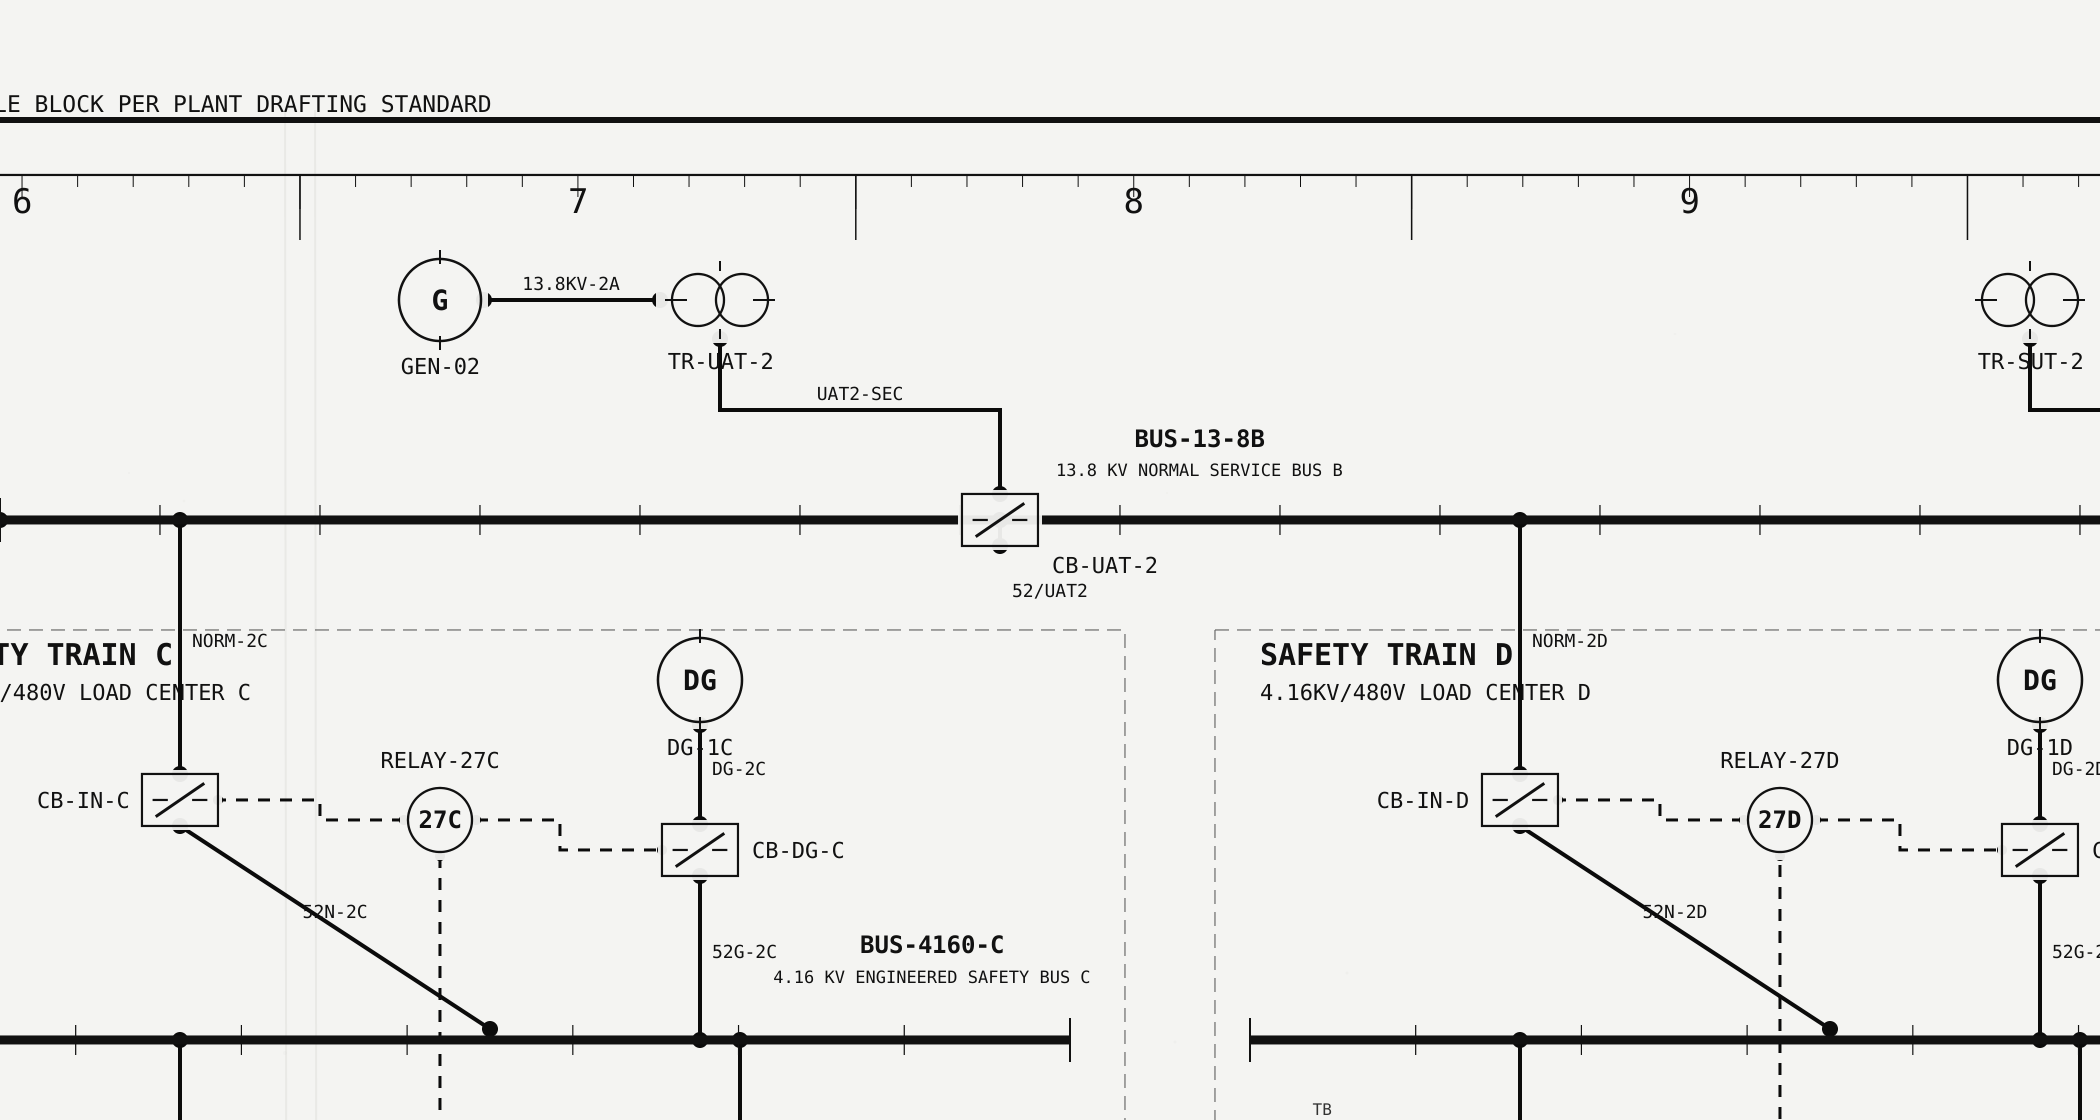 LE BLOCK PER PLANT DRAFTING STANDARD
6 7 8 9
G
13.8KV-2A
GEN-02
TR-UAT-2
TR-SUT-2
UAT2-SEC
BUS-13-8B
13.8 KV NORMAL SERVICE BUS B
CB-UAT-2
52/UAT2
TY TRAIN C
NORM-2C
/480V LOAD CENTER C
DG
SAFETY TRAIN D
NORM-2D
4.16KV/480V LOAD CENTER D
DG
RELAY-27C
DG-1C
DG-2C
RELAY-27D
DG-1D
DG-2D
CB-IN-C
27C
CB-DG-C
CB-IN-D
27D
C
52N-2C
52G-2C
BUS-4160-C
4.16 KV ENGINEERED SAFETY BUS C
52N-2D
52G-2
TB